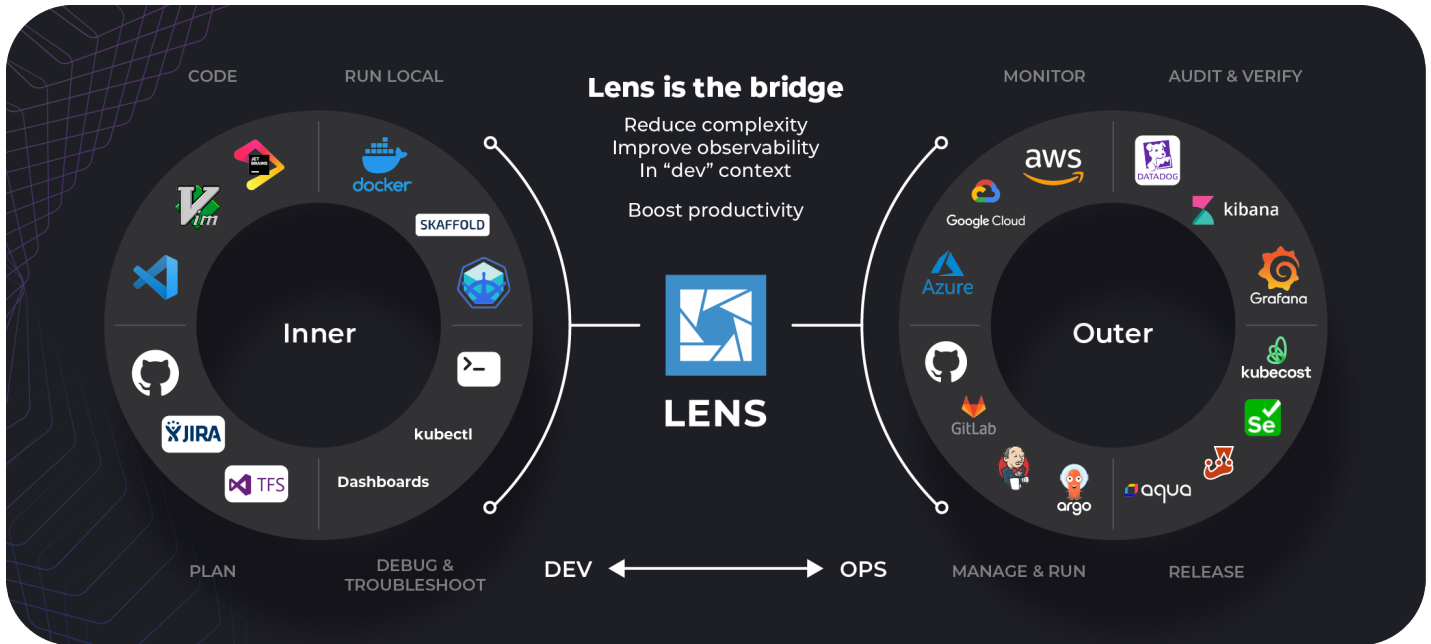 CODE
RUN LOCAL
Lens is the bridge
Reduce complexity
Improve observability
In “dev” context
Boost productivity
MONITOR
AUDIT & VERIFY
JET
BRAINS
docker
Vim
SKAFFOLD
Inner
JIRA
TFS
>_
kubectl
Dashboards
LENS
aws
Google Cloud
Azure
DATADOG
kibana
Grafana
Outer
GitLab
argo
kubecost
Se
aqua
PLAN
DEBUG &
TROUBLESHOOT
DEV
OPS
MANAGE & RUN
RELEASE